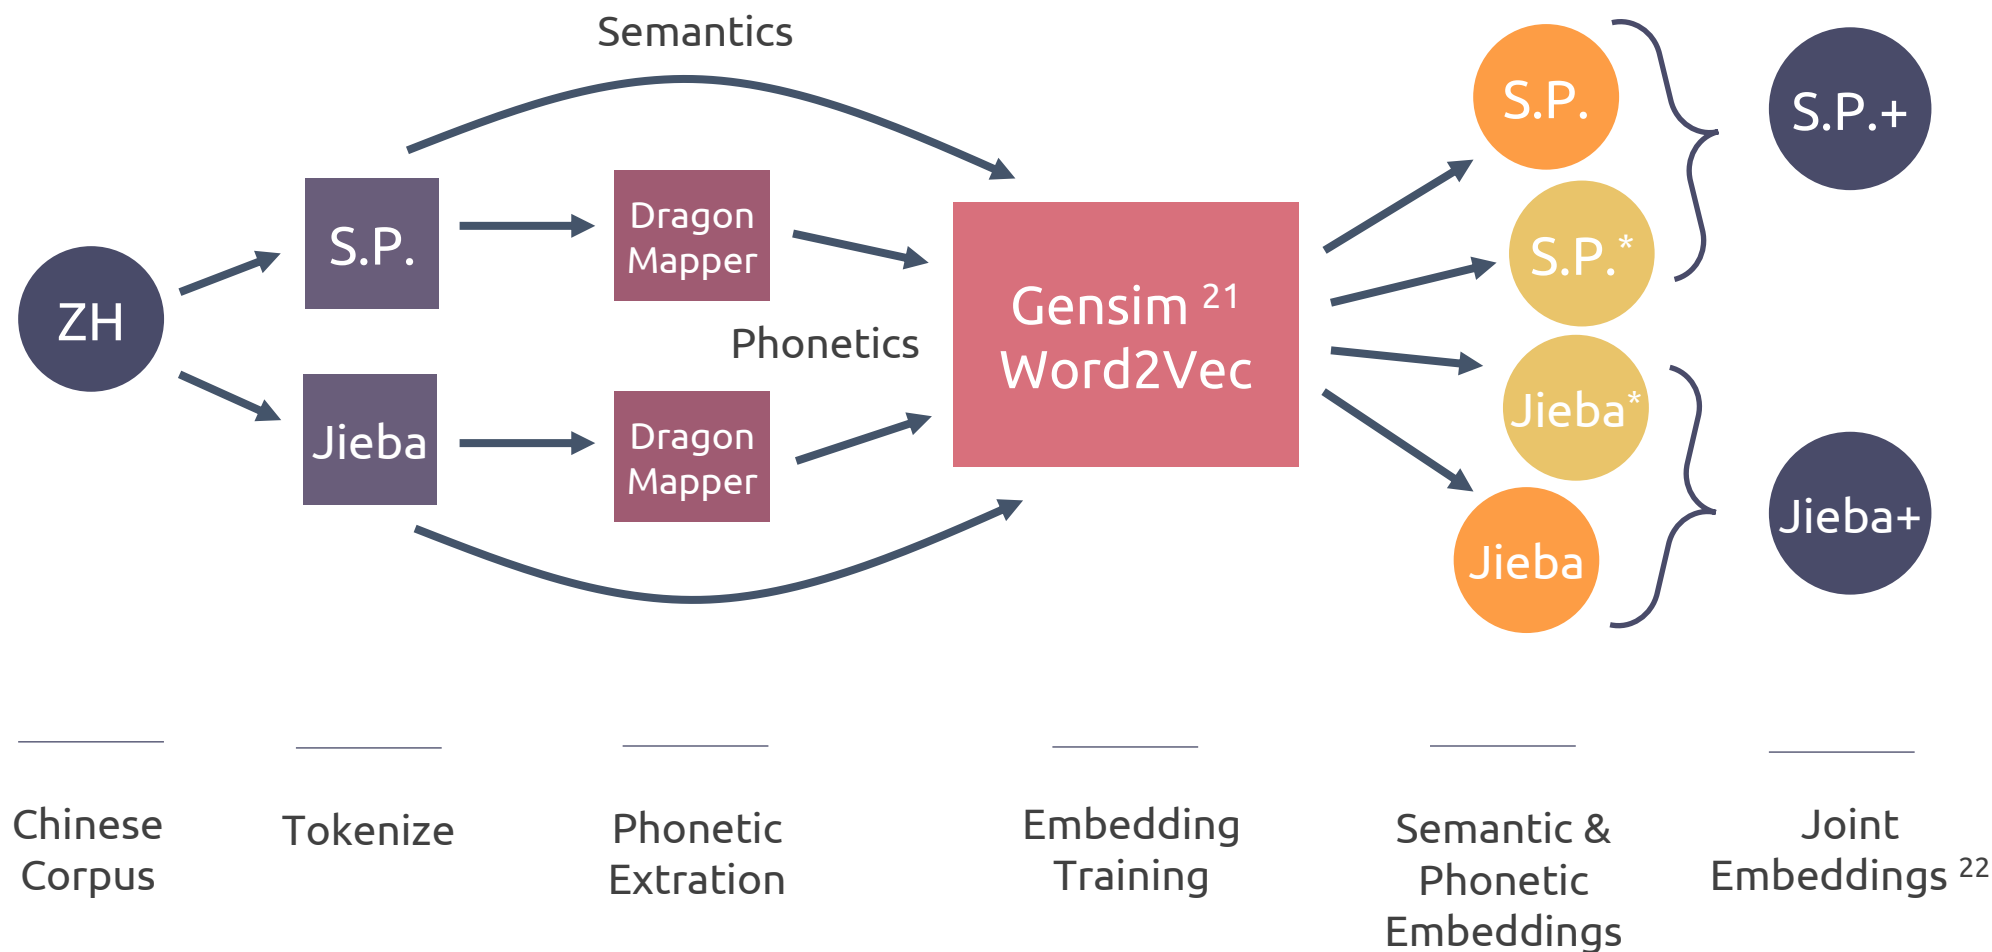 Semantics
ZH
S.P.
Jieba
Dragon
Mapper
Phonetics
Dragon
Mapper
Gensim 21
Word2Vec
S.P.
S.P.*
Jieba*
Jieba
S.P.+
Jieba+
Chinese
Corpus
Tokenize
Phonetic
Extration
Embedding
Training
Semantic &
Phonetic
Embeddings
Joint
Embeddings 22